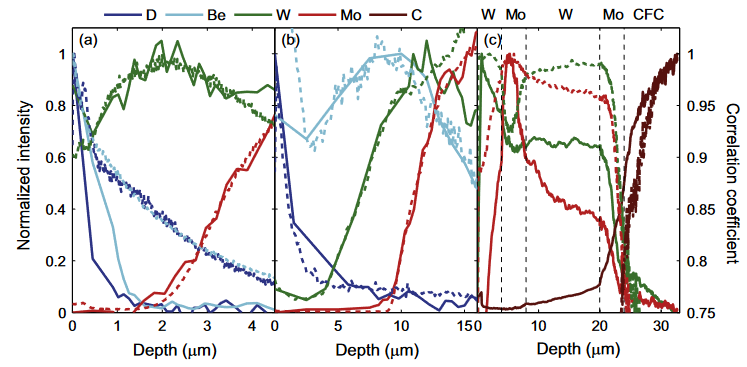 D Be W Mo C
W Mo W Mo CFC
(a) (b) (c)
1 1
0.8 0.95
0.6 0.9
0.4 0.85
0.2 0.8
0 0.75
Normalized intensity
Correlation coefficient
0 1 2 3 4 0 5 10 15 0 10 20 30
Depth (μm) Depth (μm) Depth (μm)